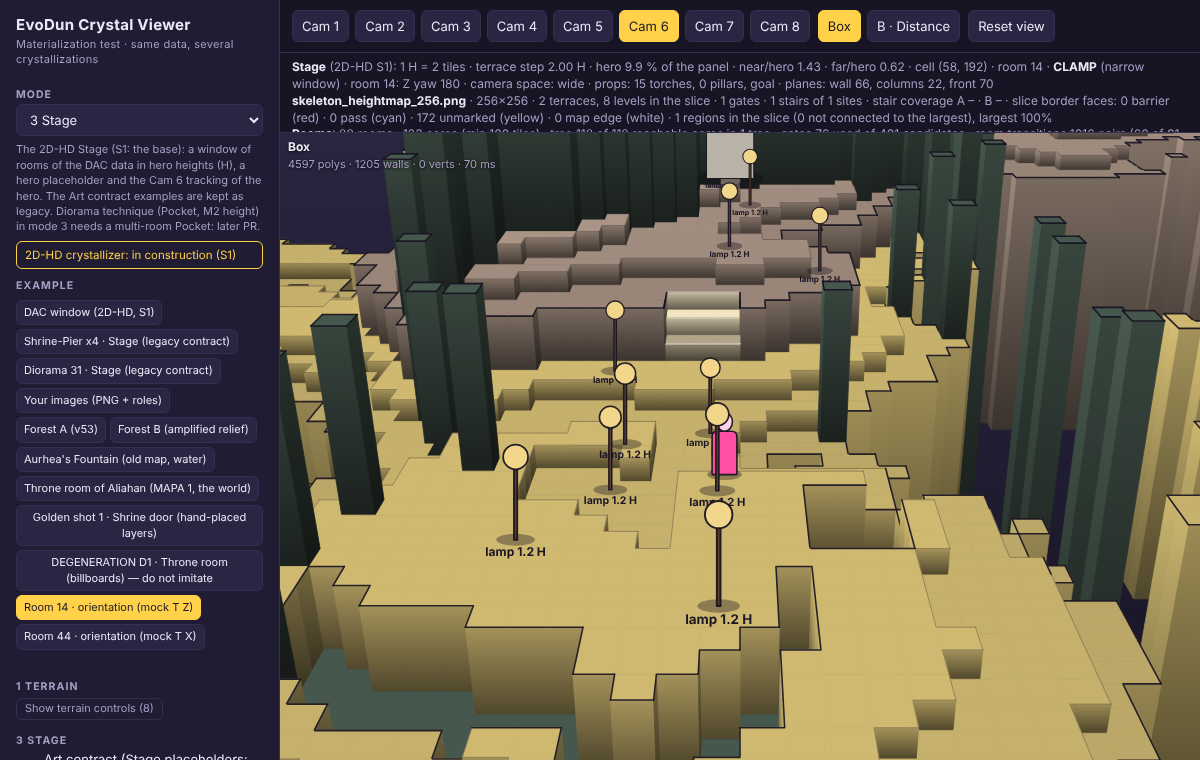 EvoDun Crystal Viewer
Materialization test · same data, several
crystallizations
MODE
3 Stage
The 2D-HD Stage (S1: the base): a window of
rooms of the DAC data in hero heights (H), a
hero placeholder and the Cam 6 tracking of the
hero. The Art contract examples are kept as
legacy. Diorama technique (Pocket, M2 height)
in mode 3 needs a multi-room Pocket: later PR.
2D-HD crystallizer: in construction (S1)
EXAMPLE
DAC window (2D-HD, S1)
Shrine-Pier x4 · Stage (legacy contract)
Diorama 31 · Stage (legacy contract)
Your images (PNG + roles)
Forest A (v53)
Forest B (amplified relief)
Aurhea's Fountain (old map, water)
Throne room of Aliahan (MAPA 1, the world)
Golden shot 1 · Shrine door (hand-placed
layers)
DEGENERATION D1 · Throne room
(billboards) — do not imitate
Room 14 · orientation (mock T Z)
Room 44 · orientation (mock T X)
1 TERRAIN
Show terrain controls (8)
3 STAGE
Art contract (Stage placeholders:
Cam 1
Cam 2
Cam 3
Cam 4
Cam 5
Cam 6
Cam 7
Cam 8
Box
B · Distance
Reset view
Stage (2D-HD S1): 1 H = 2 tiles · terrace step 2.00 H · hero 9.9 % of the panel · near/hero 1.43 · far/hero 0.62 · cell (58, 192) · room 14 · CLAMP (narrow
window) · room 14: Z yaw 180 · camera space: wide · props: 15 torches, 0 pillars, goal · planes: wall 66, columns 22, front 70
skeleton_heightmap_256.png · 256×256 · 2 terraces, 8 levels in the slice · 1 gates · 1 stairs of 1 sites · stair coverage A – · B – · slice border faces: 0 barrier
(red) · 0 pass (cyan) · 172 unmarked (yellow) · 0 map edge (white) · 1 regions in the slice (0 not connected to the largest), largest 100%
Box
4597 polys · 1205 walls · 0 verts · 70 ms
lamp 1.2 H
lamp 1.2 H
lamp 1.2 H
lamp
lamp
lamp 1.2 H
lamp 1.2 H
lamp 1.2 H
lamp 1.2 H
lamp 1.2 H